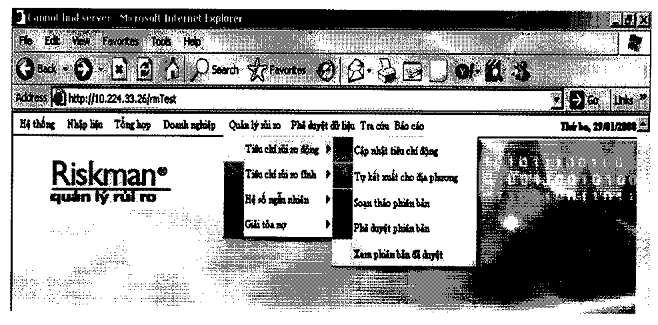 Cannot find server - Microsoft Internet Explorer
File Edit View Favorites Tools Help
Back Search Favorites
Address http://10.224.33.26/rmTest Go Links
Hệ thống Nhập liệu Tổng hợp Doanh nghiệp Quản lý rủi ro Phê duyệt dữ liệu Tra cứu Báo cáo Thứ ba, 29/01/2008
Tiêu chí rủi ro động Cập nhật tiêu chí động
Tiêu chí rủi ro tĩnh Tự kết xuất cho địa phương
Hệ số ngẫu nhiên Soạn thảo phiên bản
Giải tỏa nợ Phê duyệt phiên bản
Xem phiên bản đã duyệt
Riskman®
quản lý rủi ro